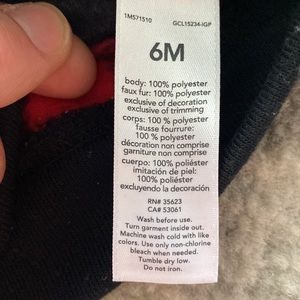 1M571510 GCL15234-IGP
6M
body: 100% polyester
faux fur: 100% polyester
exclusive of decoration
exclusive of trimming
corps: 100% polyester
fausse fourrure: 100% polyester
décoration non comprise
garniture non comprise
cuerpo: 100% poliéster
imitación de piel: 100% poliéster
excluyendo la decoración
RN# 35623
CA# 53061
Wash before use.
Turn garment inside out.
Machine wash cold with like
colors. Use only non-chlorine
bleach when needed.
Tumble dry low.
Do not iron.